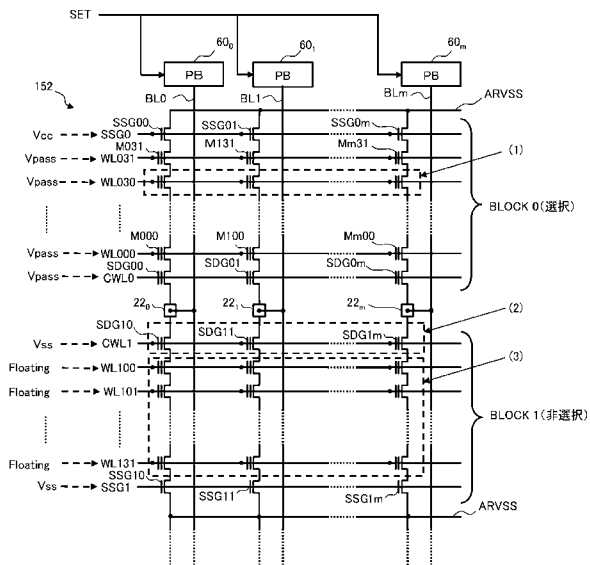 SET
60₀ 60₁ 60ₘ
PB PB PB
152
BL0 BL1 BLm
ARVSS
SSG00 SSG01 SSG0m
Vcc SSG0
M031 M131 Mm31
Vpass WL031
(1)
Vpass WL030
BLOCK 0(選択)
M000 M100 Mm00
Vpass WL000
SDG00 SDG01 SDG0m
Vpass CWL0
22₀ 22₁ 22ₘ
(2)
SDG10 SDG11 SDG1m
Vss CWL1
(3)
Floating WL100
Floating WL101
BLOCK 1(非選択)
Floating WL131
SSG10 SSG11 SSG1m
Vss SSG1
ARVSS